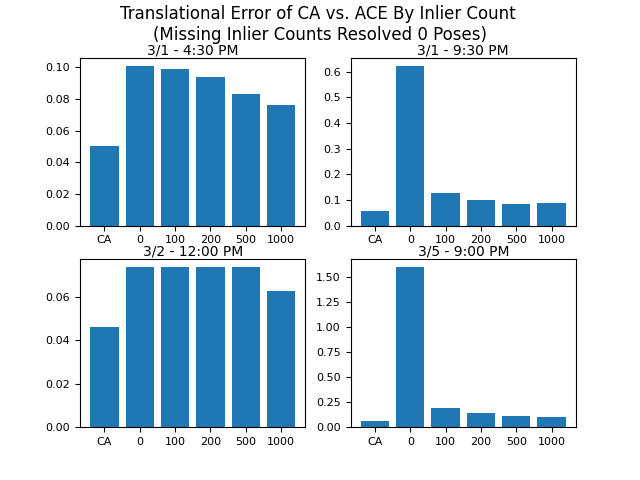 Translational Error of CA vs. ACE By Inlier Count
(Missing Inlier Counts Resolved 0 Poses)
3/1 - 4:30 PM
0.10
0.08
0.06
0.04
0.02
0.00
CA 0 100 200 500 1000
3/1 - 9:30 PM
0.6
0.5
0.4
0.3
0.2
0.1
0.0
CA 0 100 200 500 1000
3/2 - 12:00 PM
0.06
0.04
0.02
0.00
CA 0 100 200 500 1000
3/5 - 9:00 PM
1.50
1.25
1.00
0.75
0.50
0.25
0.00
CA 0 100 200 500 1000